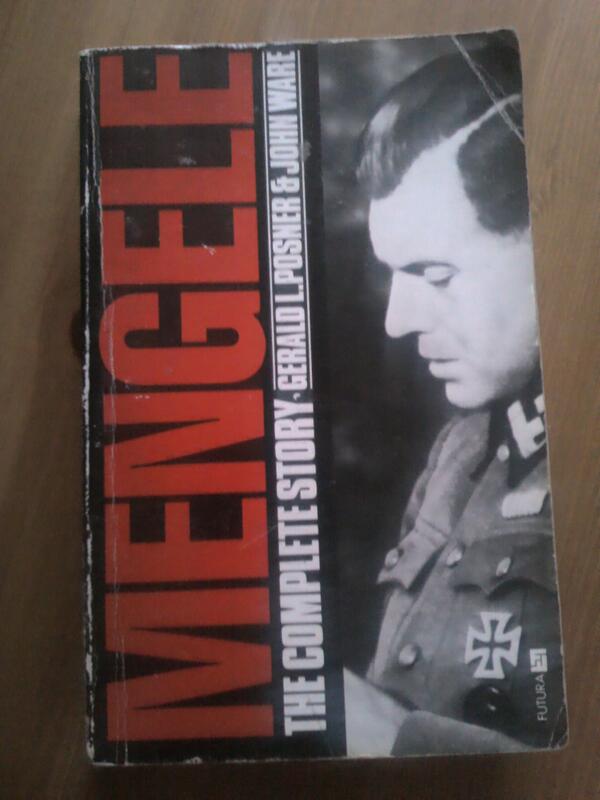 MENGELE
THE COMPLETE STORY. GERALD L. POSNER & JOHN WARE
FUTURA